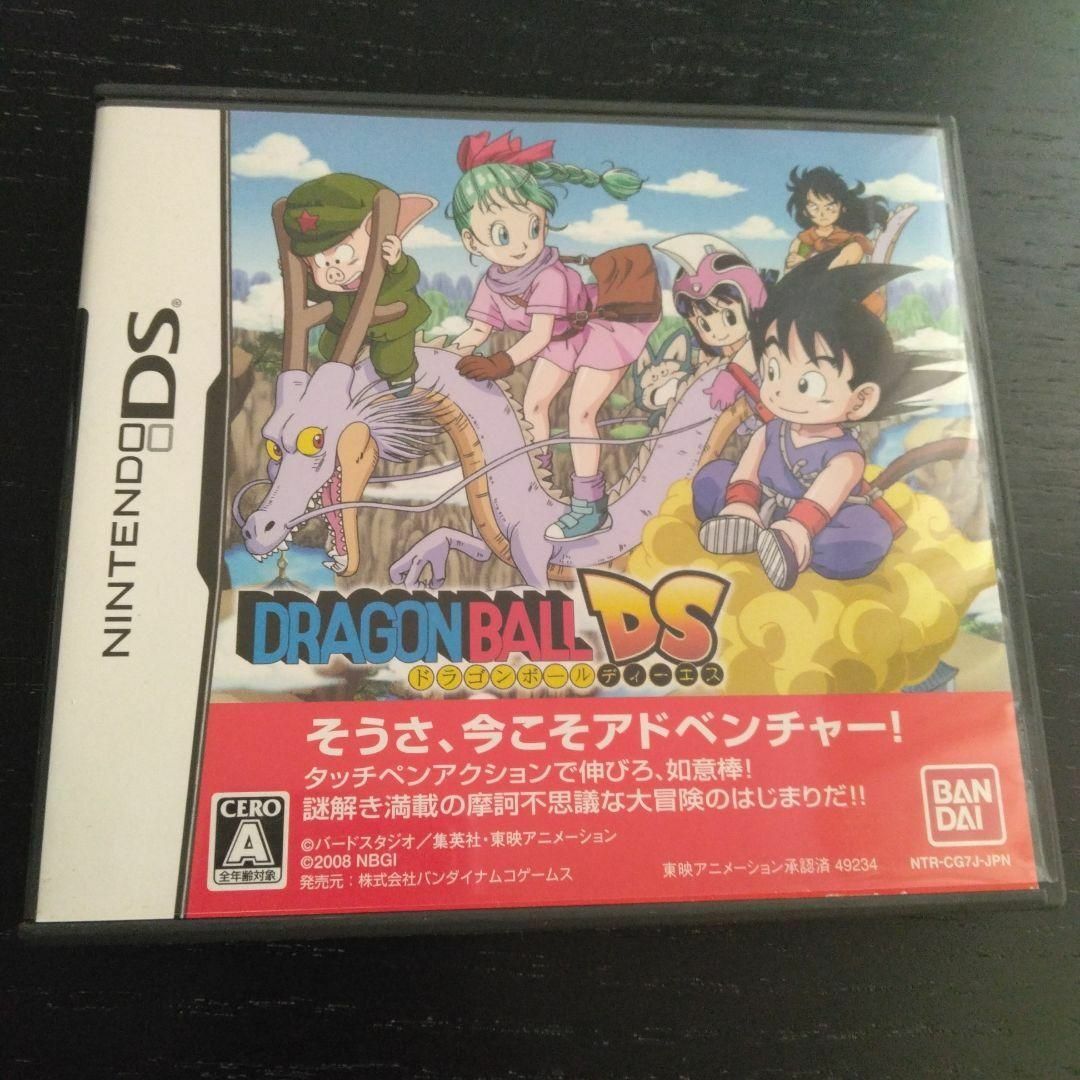 NINTENDO DS®
DRAGON BALL DS
ドラゴンボール ディーエス
そうさ、今こそアドベンチャー!
タッチペンアクションで伸びろ、如意棒!
謎解き満載の摩訶不思議な大冒険のはじまりだ!!
CERO
A
全年齢対象
©バードスタジオ/集英社・東映アニメーション
©2008 NBGI
発売元:株式会社バンダイナムコゲームス
東映アニメーション承認済 49234
BAN
DAI
NTR-CG7J-JPN